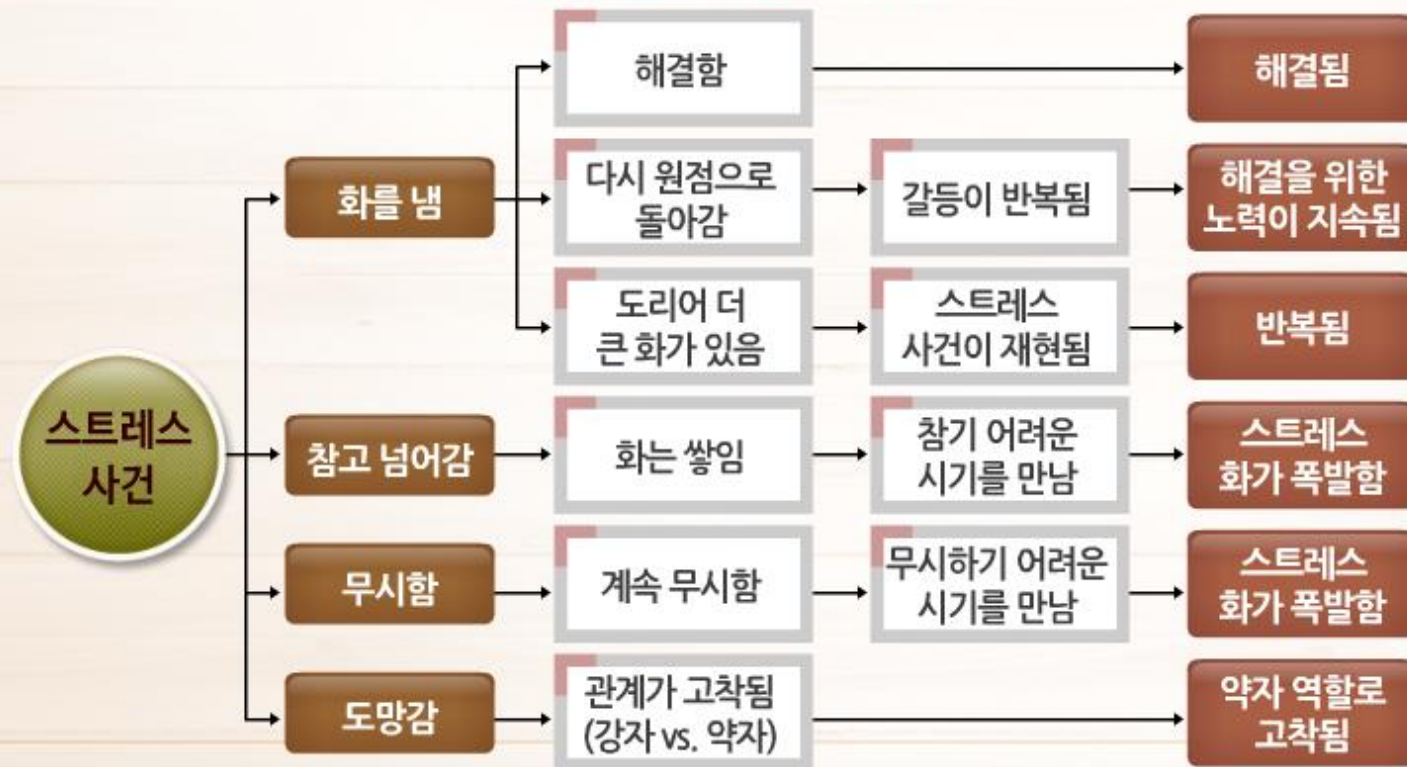 해결함
해결됨
화를 냄
다시 원점으로
돌아감
갈등이 반복됨
해결을 위한
노력이 지속됨
도리어 더
큰 화가 있음
스트레스
사건이 재현됨
반복됨
스트레스
사건
참고 넘어감
화는 쌓임
참기 어려운
시기를 만남
스트레스
화가 폭발함
무시함
계속 무시함
무시하기 어려운
시기를 만남
스트레스
화가 폭발함
도망감
관계가 고착됨
(강자 vs. 약자)
약자 역할로
고착됨